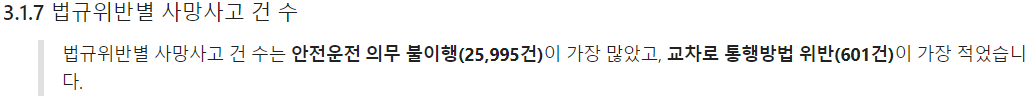 3.1.7 법규위반별 사망사고 건 수
법규위반별 사망사고 건 수는 안전운전 의무 불이행(25,995건)이 가장 많았고, 교차로 통행방법 위반(601건)이 가장 적었습니
다.